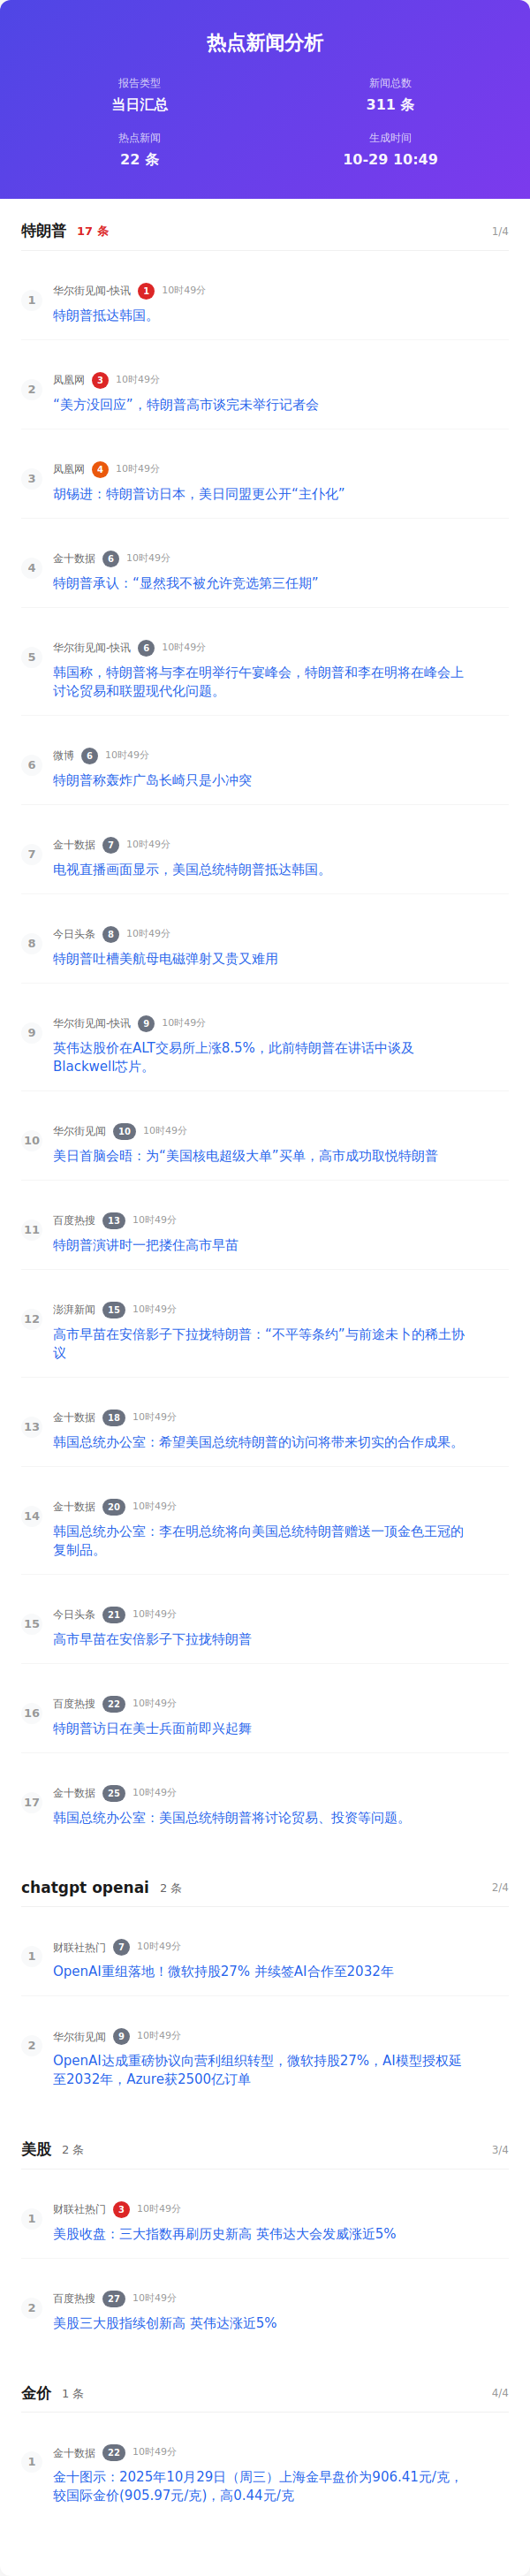 热点新闻分析
报告类型
当日汇总
新闻总数
311 条
热点新闻
22 条
生成时间
10-29 10:49
特朗普 17 条 1/4
1 华尔街见闻-快讯 1 10时49分
特朗普抵达韩国。
2 凤凰网 3 10时49分
“美方没回应”，特朗普高市谈完未举行记者会
3 凤凰网 4 10时49分
胡锡进：特朗普访日本，美日同盟更公开“主仆化”
4 金十数据 6 10时49分
特朗普承认：“显然我不被允许竞选第三任期”
5 华尔街见闻-快讯 6 10时49分
韩国称，特朗普将与李在明举行午宴峰会，特朗普和李在明将在峰会上
讨论贸易和联盟现代化问题。
6 微博 6 10时49分
特朗普称轰炸广岛长崎只是小冲突
7 金十数据 7 10时49分
电视直播画面显示，美国总统特朗普抵达韩国。
8 今日头条 8 10时49分
特朗普吐槽美航母电磁弹射又贵又难用
9 华尔街见闻-快讯 9 10时49分
英伟达股价在ALT交易所上涨8.5%，此前特朗普在讲话中谈及
Blackwell芯片。
10 华尔街见闻 10 10时49分
美日首脑会晤：为“美国核电超级大单”买单，高市成功取悦特朗普
11 百度热搜 13 10时49分
特朗普演讲时一把搂住高市早苗
12 澎湃新闻 15 10时49分
高市早苗在安倍影子下拉拢特朗普：“不平等条约”与前途未卜的稀土协
议
13 金十数据 18 10时49分
韩国总统办公室：希望美国总统特朗普的访问将带来切实的合作成果。
14 金十数据 20 10时49分
韩国总统办公室：李在明总统将向美国总统特朗普赠送一顶金色王冠的
复制品。
15 今日头条 21 10时49分
高市早苗在安倍影子下拉拢特朗普
16 百度热搜 22 10时49分
特朗普访日在美士兵面前即兴起舞
17 金十数据 25 10时49分
韩国总统办公室：美国总统特朗普将讨论贸易、投资等问题。
chatgpt openai 2 条 2/4
1 财联社热门 7 10时49分
OpenAI重组落地！微软持股27% 并续签AI合作至2032年
2 华尔街见闻 9 10时49分
OpenAI达成重磅协议向营利组织转型，微软持股27%，AI模型授权延
至2032年，Azure获2500亿订单
美股 2 条 3/4
1 财联社热门 3 10时49分
美股收盘：三大指数再刷历史新高 英伟达大会发威涨近5%
2 百度热搜 27 10时49分
美股三大股指续创新高 英伟达涨近5%
金价 1 条 4/4
1 金十数据 22 10时49分
金十图示：2025年10月29日（周三）上海金早盘价为906.41元/克，
较国际金价(905.97元/克)，高0.44元/克